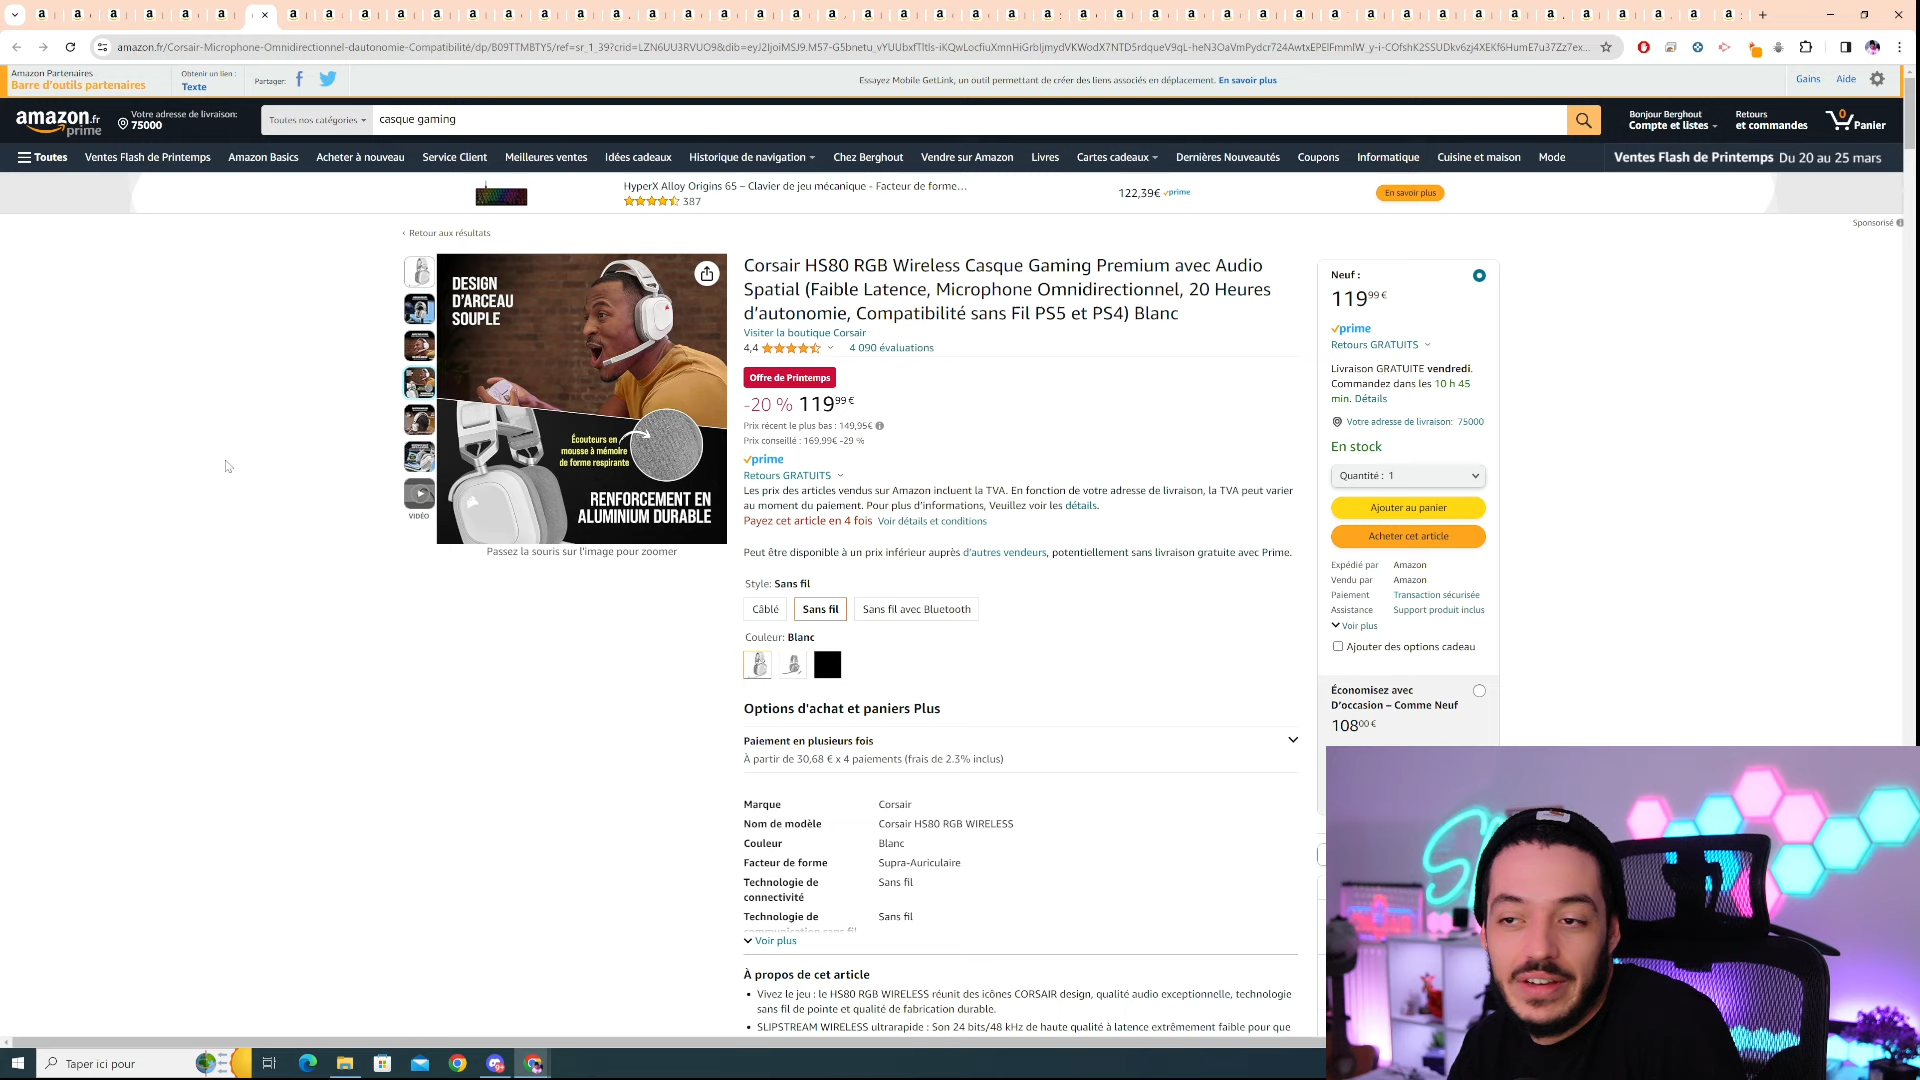 amazon.fr/Corsair-Microphone-Omnidirectionnel-dautonomie-Compatibilité/dp/B09TTMBTY5/ref=sr_1_39?crid=
Amazon Partenaires
Barre d'outils partenaires
Obtenir un lien :
Texte
Partager:
Essayez Mobile GetLink, un outil permettant de créer des liens associés en déplacement. En savoir plus
Gains
Aide
amazon.fr
prime
Votre adresse de livraison:
75000
Toutes nos catégories
casque gaming
Bonjour Berghout
Compte et listes
Retours
et commandes
0
Panier
Toutes
Ventes Flash de Printemps
Amazon Basics
Acheter à nouveau
Service Client
Meilleures ventes
Idées cadeaux
Historique de navigation
Chez Berghout
Vendre sur Amazon
Livres
Cartes cadeaux
Dernières Nouveautés
Coupons
Informatique
Cuisine et maison
Mode
Ventes Flash de Printemps Du 20 au 25 mars
HyperX Alloy Origins 65 – Clavier de jeu mécanique - Facteur de forme…
387
122,39€ prime
En savoir plus
Sponsorisé
‹ Retour aux résultats
DESIGN
D'ARCEAU
SOUPLE
Écouteurs en
mousse à mémoire
de forme respirante
RENFORCEMENT EN
ALUMINIUM DURABLE
VIDÉO
Passez la souris sur l'image pour zoomer
Corsair HS80 RGB Wireless Casque Gaming Premium avec Audio
Spatial (Faible Latence, Microphone Omnidirectionnel, 20 Heures
d'autonomie, Compatibilité sans Fil PS5 et PS4) Blanc
Visiter la boutique Corsair
4,4
4 090 évaluations
Offre de Printemps
-20 % 119,99 €
Prix récent le plus bas : 149,95€
Prix conseillé : 169,99€ -29 %
prime
Retours GRATUITS
Les prix des articles vendus sur Amazon incluent la TVA. En fonction de votre adresse de livraison, la TVA peut varier
au moment du paiement. Pour plus d'informations, Veuillez voir les détails.
Payez cet article en 4 fois Voir détails et conditions
Peut être disponible à un prix inférieur auprès d'autres vendeurs, potentiellement sans livraison gratuite avec Prime.
Style: Sans fil
Câblé
Sans fil
Sans fil avec Bluetooth
Couleur: Blanc
Options d'achat et paniers Plus
Paiement en plusieurs fois
À partir de 30,68 € x 4 paiements (frais de 2.3% inclus)
Marque Corsair
Nom de modèle Corsair HS80 RGB WIRELESS
Couleur Blanc
Facteur de forme Supra-Auriculaire
Technologie de
connectivité
Sans fil
Technologie de
communication sans fil
Sans fil
Voir plus
À propos de cet article
• Vivez le jeu : le HS80 RGB WIRELESS réunit des icônes CORSAIR design, qualité audio exceptionnelle, technologie
sans fil de pointe et qualité de fabrication durable.
• SLIPSTREAM WIRELESS ultrarapide : Son 24 bits/48 kHz de haute qualité à latence extrêmement faible pour que
Neuf :
119 99 €
prime
Retours GRATUITS
Livraison GRATUITE vendredi.
Commandez dans les 10 h 45
min. Détails
Votre adresse de livraison: 75000
En stock
Quantité : 1
Ajouter au panier
Acheter cet article
Expédié par Amazon
Vendu par Amazon
Paiement Transaction sécurisée
Assistance Support produit inclus
Voir plus
Ajouter des options cadeau
Économisez avec
D'occasion – Comme Neuf
108 00 €
Taper ici pour